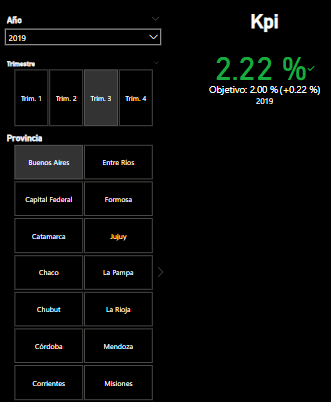 Año
Kpi
2019
2.22 %
Objetivo: 2.00 % (+0.22 %)
2019
Trimestre
Trim. 1 Trim. 2 Trim. 3 Trim. 4
Provincia
Buenos Aires Entre Rios
Capital Federal Formosa
Catamarca Jujuy
Chaco La Pampa
Chubut La Rioja
Córdoba Mendoza
Corrientes Misiones